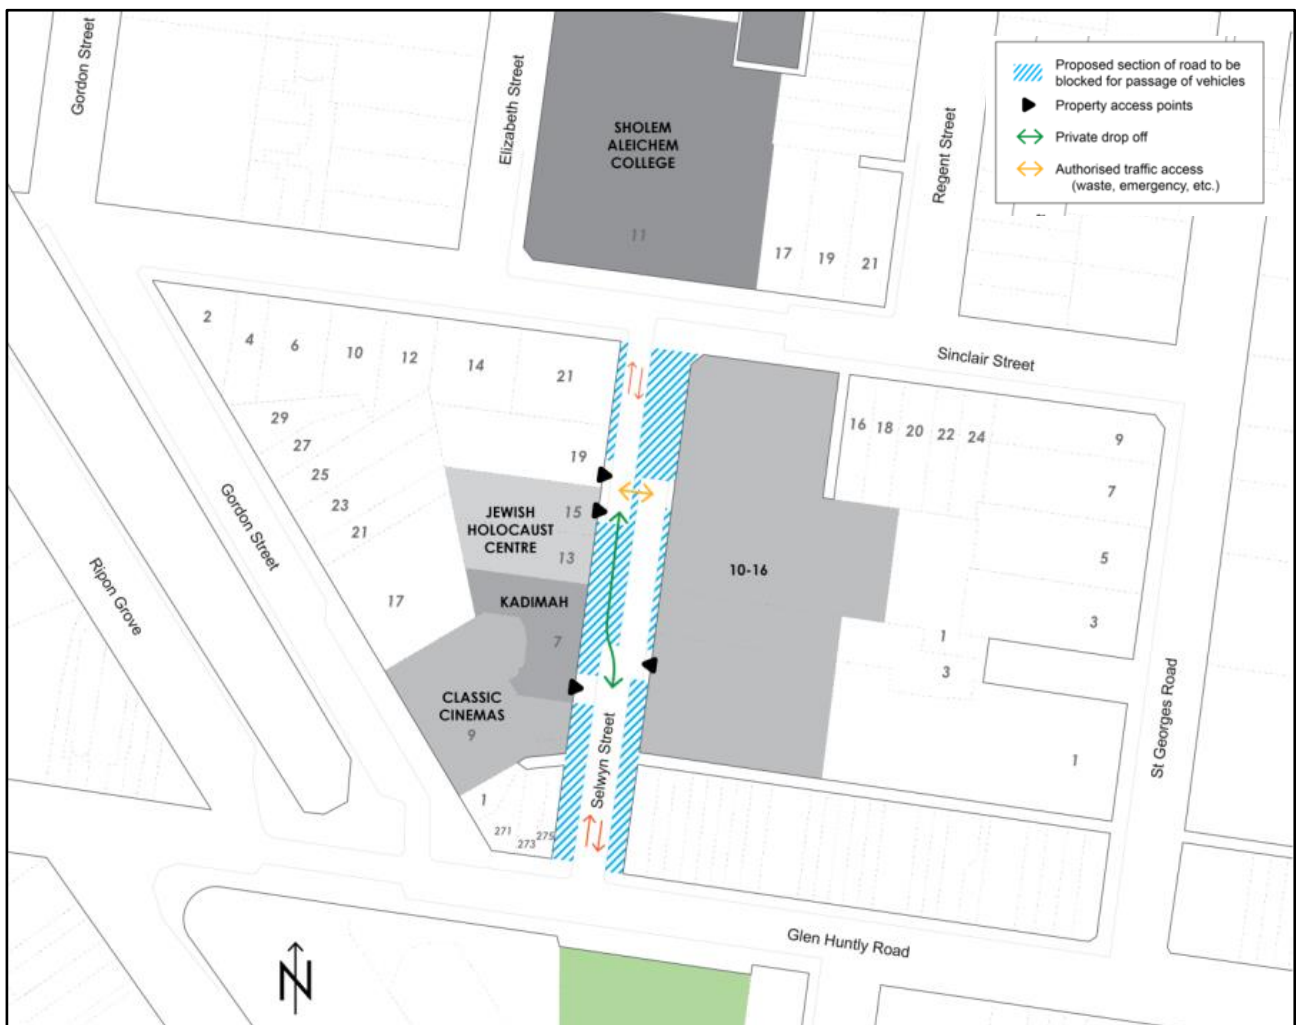 Gordon Street
Elizabeth Street
Regent Street
Proposed section of road to be
blocked for passage of vehicles
Property access points
Private drop off
Authorised traffic access
(waste, emergency, etc.)
SHOLEM
ALEICHEM
COLLEGE
11
17
19
21
2
4
6
10
12
14
21
Sinclair Street
29
27
25
23
21
17
19
16
18
20
22
24
9
7
5
3
1
Gordon Street
Ripon Grove
JEWISH
HOLOCAUST
CENTRE
15
13
KADIMAH
7
10-16
1
3
CLASSIC
CINEMAS
9
Selwyn Street
St Georges Road
1
271
273
275
Glen Huntly Road
N